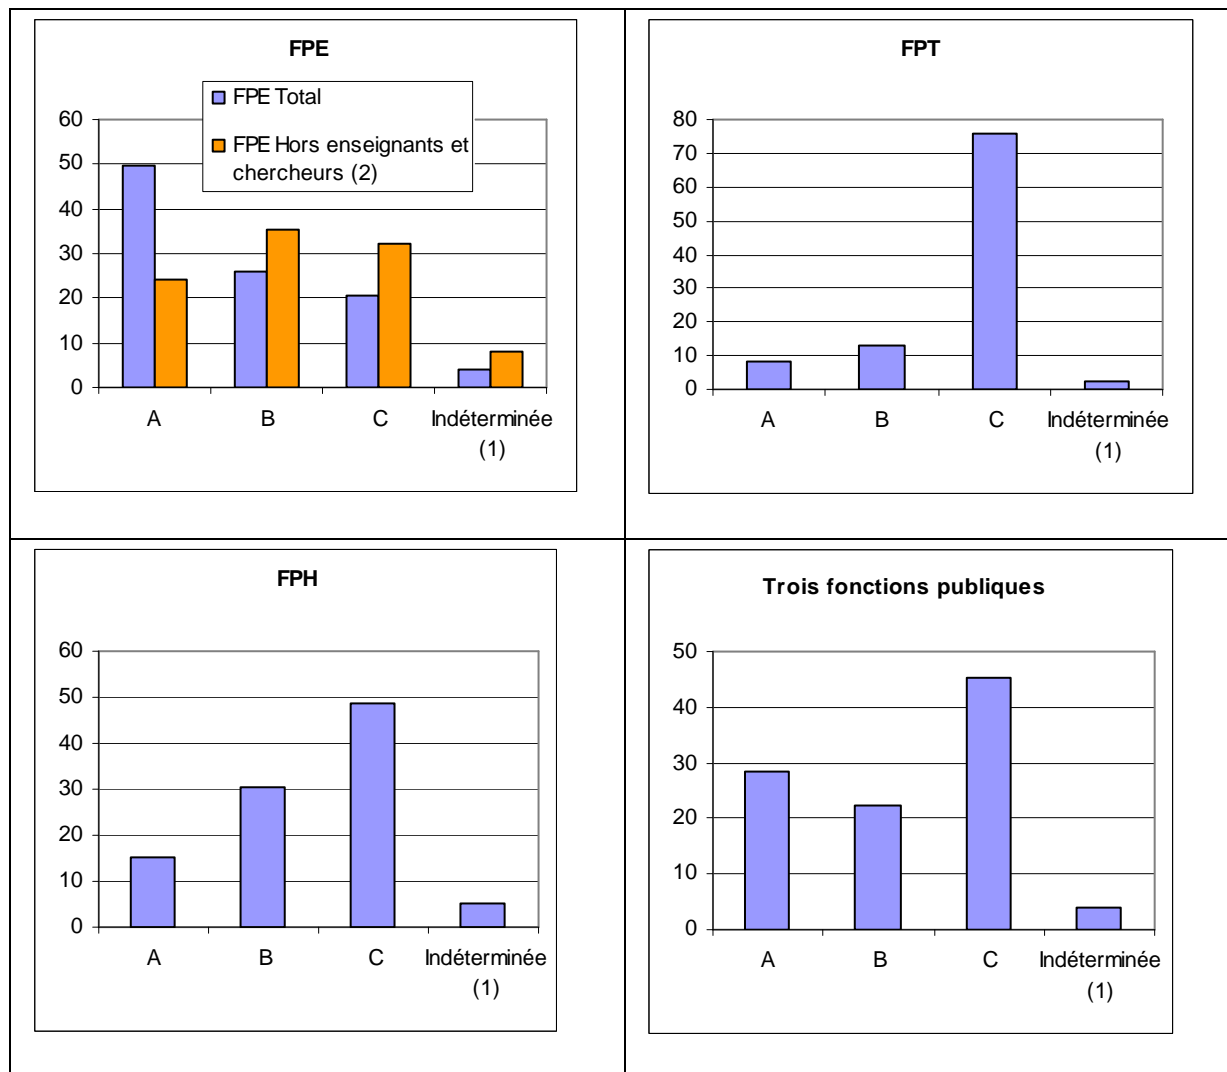 FPE
FPE Total
FPE Hors enseignants et
chercheurs (2)
60
50
40
30
20
10
0
A
B
C
Indéterminée
(1)
FPT
80
70
60
50
40
30
20
10
0
A
B
C
Indéterminée
(1)
FPH
60
50
40
30
20
10
0
A
B
C
Indéterminée
(1)
Trois fonctions publiques
50
40
30
20
10
0
A
B
C
Indéterminée
(1)